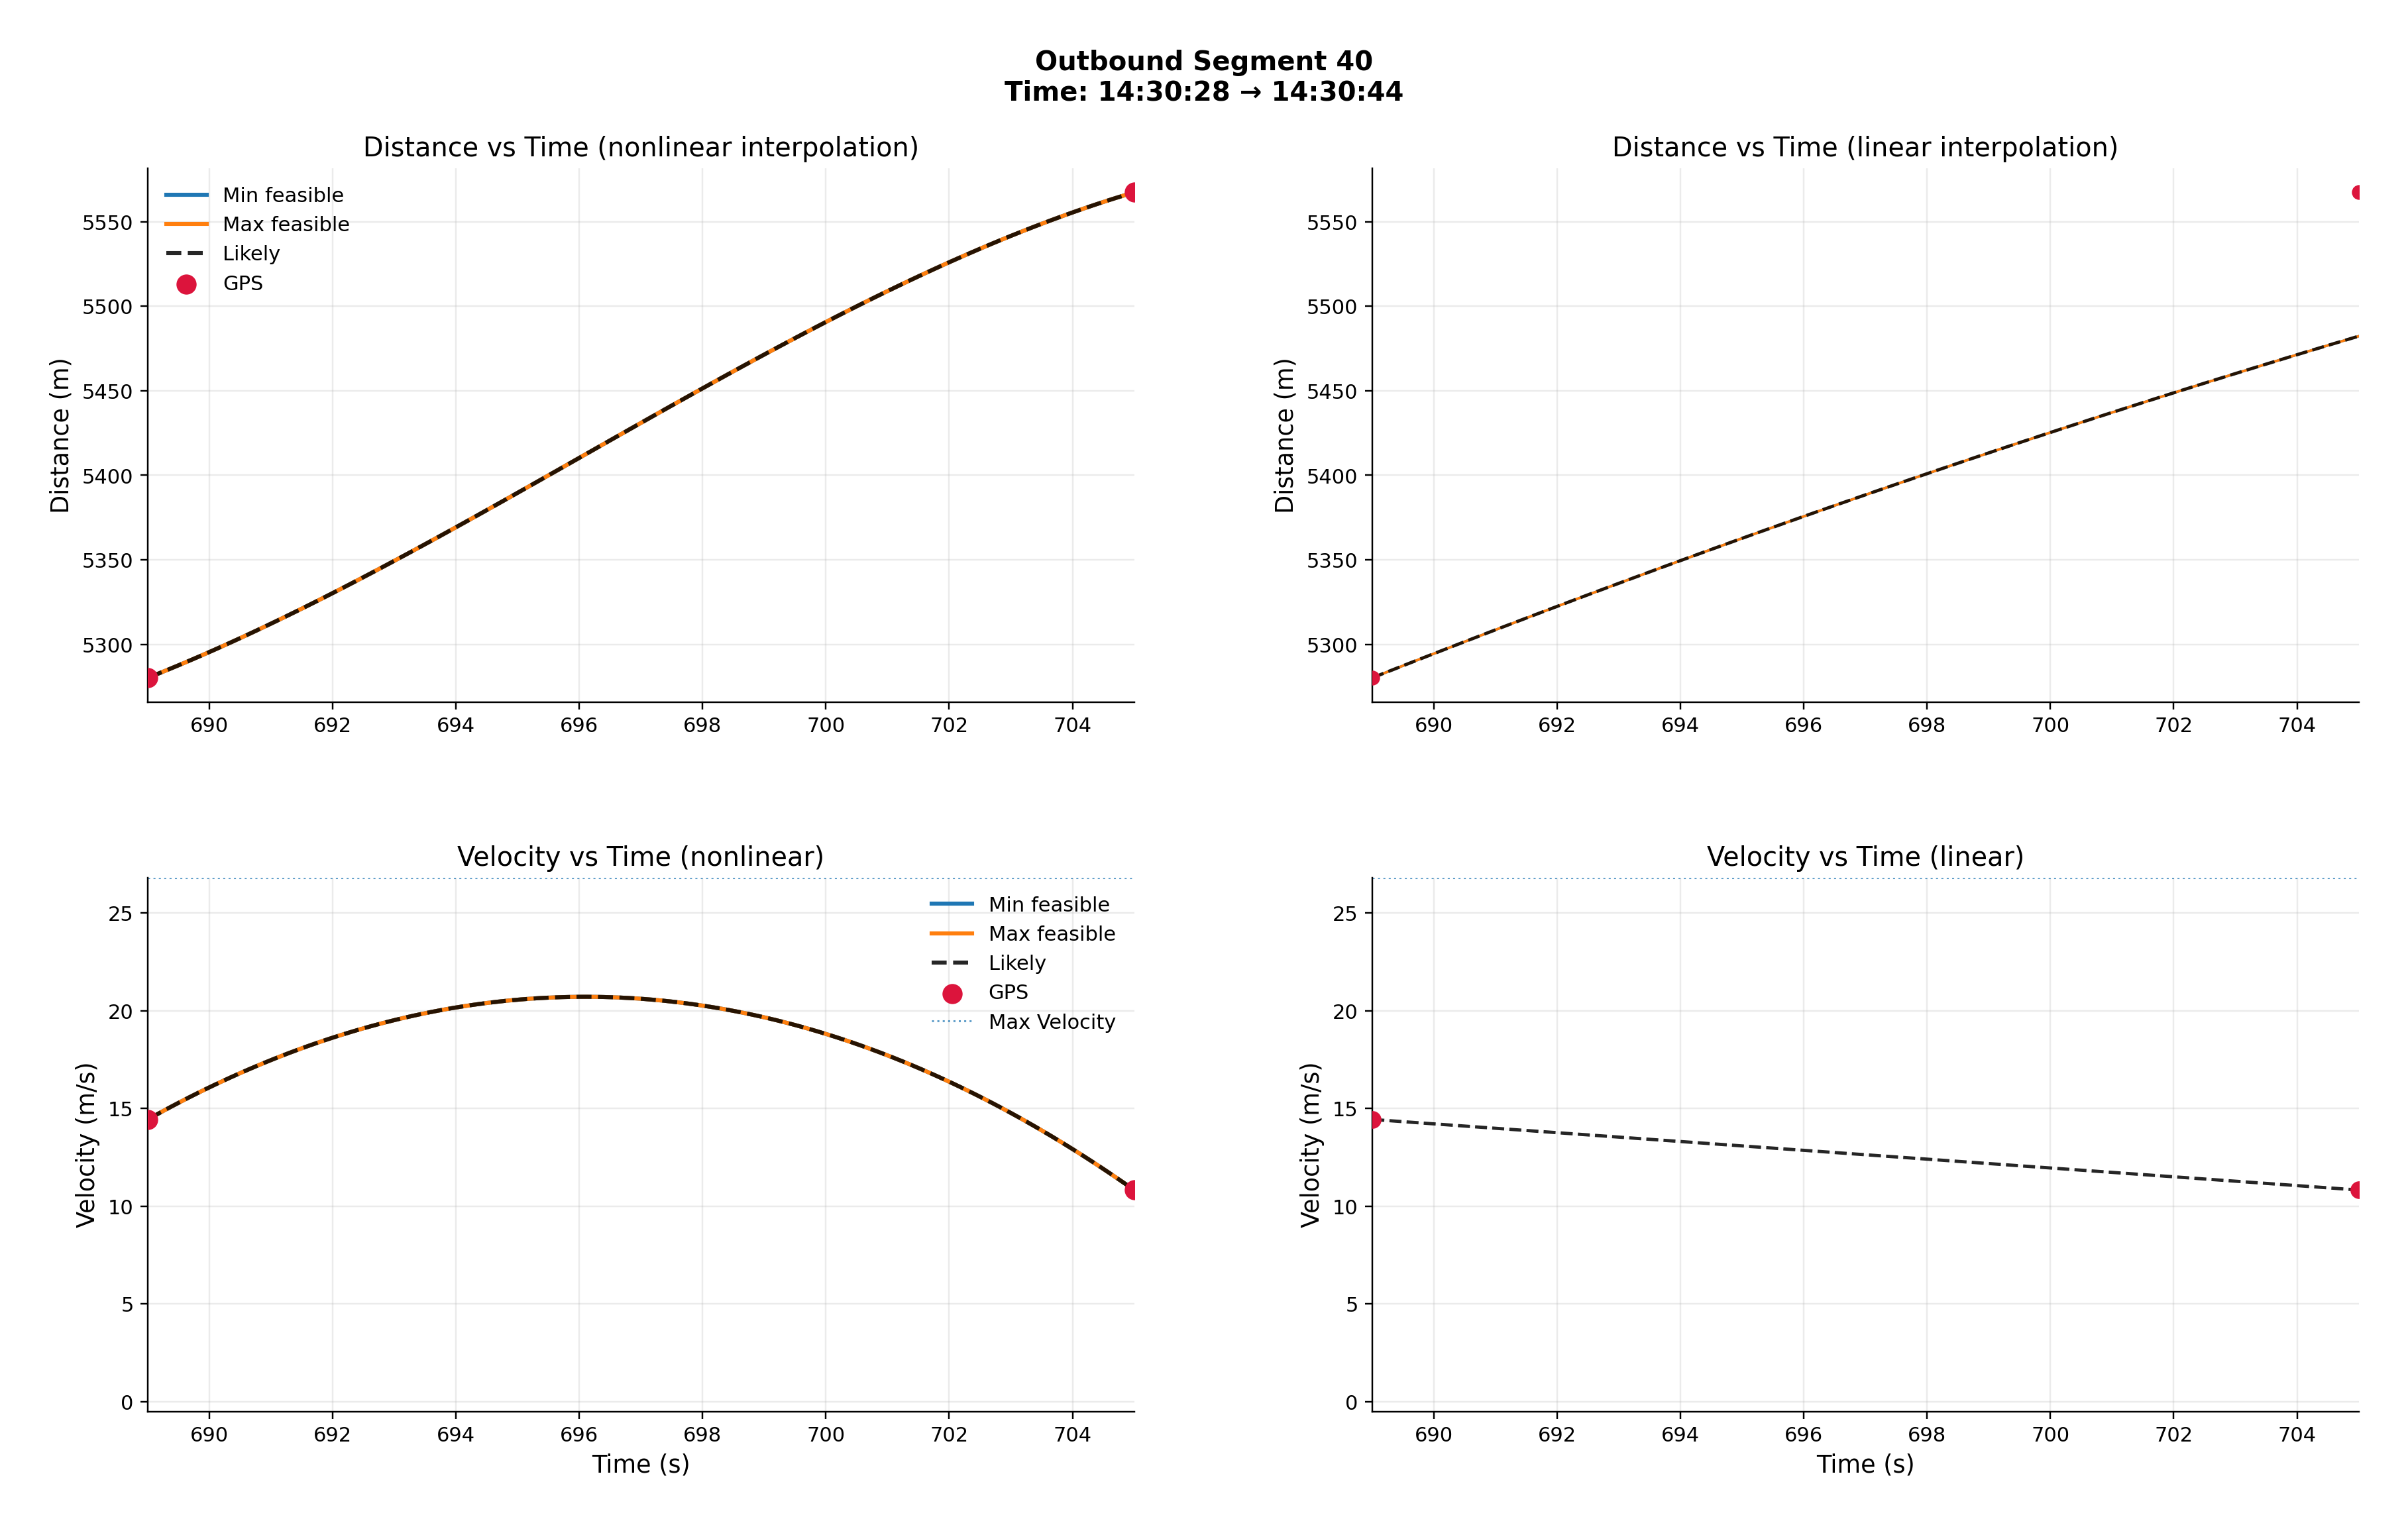 Outbound Segment 40
Time: 14:30:28 → 14:30:44
Distance vs Time (nonlinear interpolation)
Distance (m)
5550
5500
5450
5400
5350
5300
Min feasible
Max feasible
Likely
GPS
690 692 694 696 698 700 702 704
Distance vs Time (linear interpolation)
Distance (m)
5550
5500
5450
5400
5350
5300
690 692 694 696 698 700 702 704
Velocity vs Time (nonlinear)
Velocity (m/s)
25
20
15
10
5
0
Min feasible
Max feasible
Likely
GPS
Max Velocity
690 692 694 696 698 700 702 704
Time (s)
Velocity vs Time (linear)
Velocity (m/s)
25
20
15
10
5
0
690 692 694 696 698 700 702 704
Time (s)